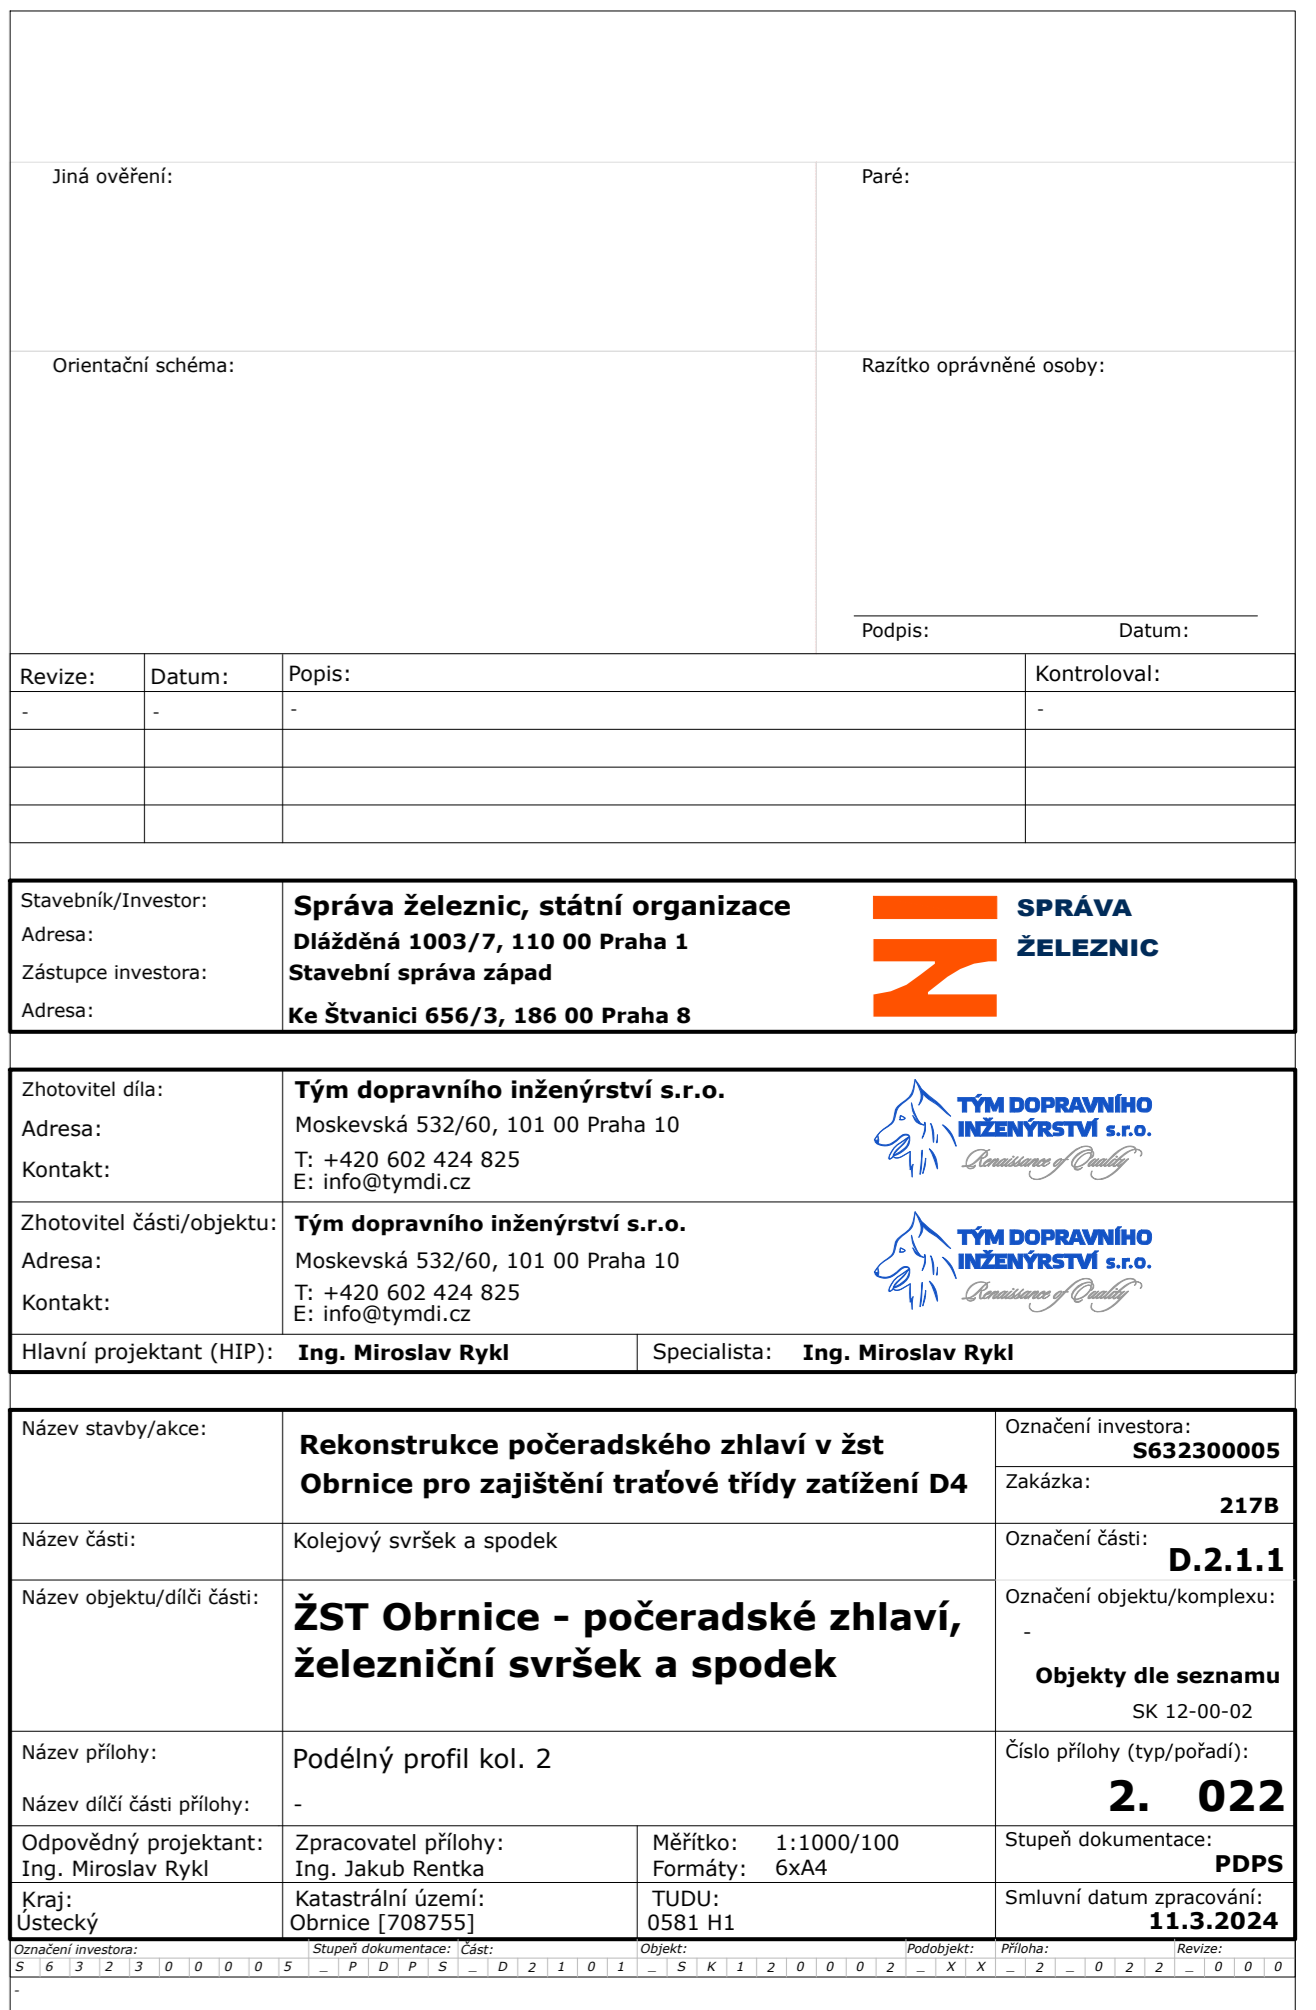 Jiná ověření:
Paré:
Orientační schéma:
Razítko oprávněné osoby:
Podpis:
Datum:
Revize:
Datum:
Popis:
Kontroloval:
-
-
-
-
Stavebník/Investor:
Správa železnic, státní organizace
Adresa:
Dlážděná 1003/7, 110 00 Praha 1
Zástupce investora:
Stavební správa západ
Adresa:
Ke Štvanici 656/3, 186 00 Praha 8
SPRÁVA
ŽELEZNIC
Zhotovitel díla:
Tým dopravního inženýrství s.r.o.
Adresa:
Moskevská 532/60, 101 00 Praha 10
Kontakt:
T: +420 602 424 825
E: info@tymdi.cz
TÝM DOPRAVNÍHO
INŽENÝRSTVÍ s.r.o.
Renaissance of Quality
Zhotovitel části/objektu:
Tým dopravního inženýrství s.r.o.
Adresa:
Moskevská 532/60, 101 00 Praha 10
Kontakt:
T: +420 602 424 825
E: info@tymdi.cz
TÝM DOPRAVNÍHO
INŽENÝRSTVÍ s.r.o.
Renaissance of Quality
Hlavní projektant (HIP):
Ing. Miroslav Rykl
Specialista:
Ing. Miroslav Rykl
Název stavby/akce:
Rekonstrukce počeradského zhlaví v žst
Obrnice pro zajištění traťové třídy zatížení D4
Označení investora:
S632300005
Zakázka:
217B
Název části:
Kolejový svršek a spodek
Označení části:
D.2.1.1
Název objektu/dílči části:
ŽST Obrnice - počeradské zhlaví,
železniční svršek a spodek
Označení objektu/komplexu:
-
Objekty dle seznamu
SK 12-00-02
Název přílohy:
Podélný profil kol. 2
Název dílčí části přílohy:
-
Číslo přílohy (typ/pořadí):
2. 022
Odpovědný projektant:
Ing. Miroslav Rykl
Zpracovatel přílohy:
Ing. Jakub Rentka
Měřítko: 1:1000/100
Formáty: 6xA4
Stupeň dokumentace:
PDPS
Kraj:
Ústecký
Katastrální území:
Obrnice [708755]
TUDU:
0581 H1
Smluvní datum zpracování:
11.3.2024
Označení investora:
Stupeň dokumentace:
Část:
Objekt:
Podobjekt:
Příloha:
Revize:
S 6 3 2 3 0 0 0 0 5 _ P D P S _ D 2 1 0 1 _ S K 1 2 0 0 0 2 _ X X _ 2 _ 0 2 2 _ 0 0 0
-